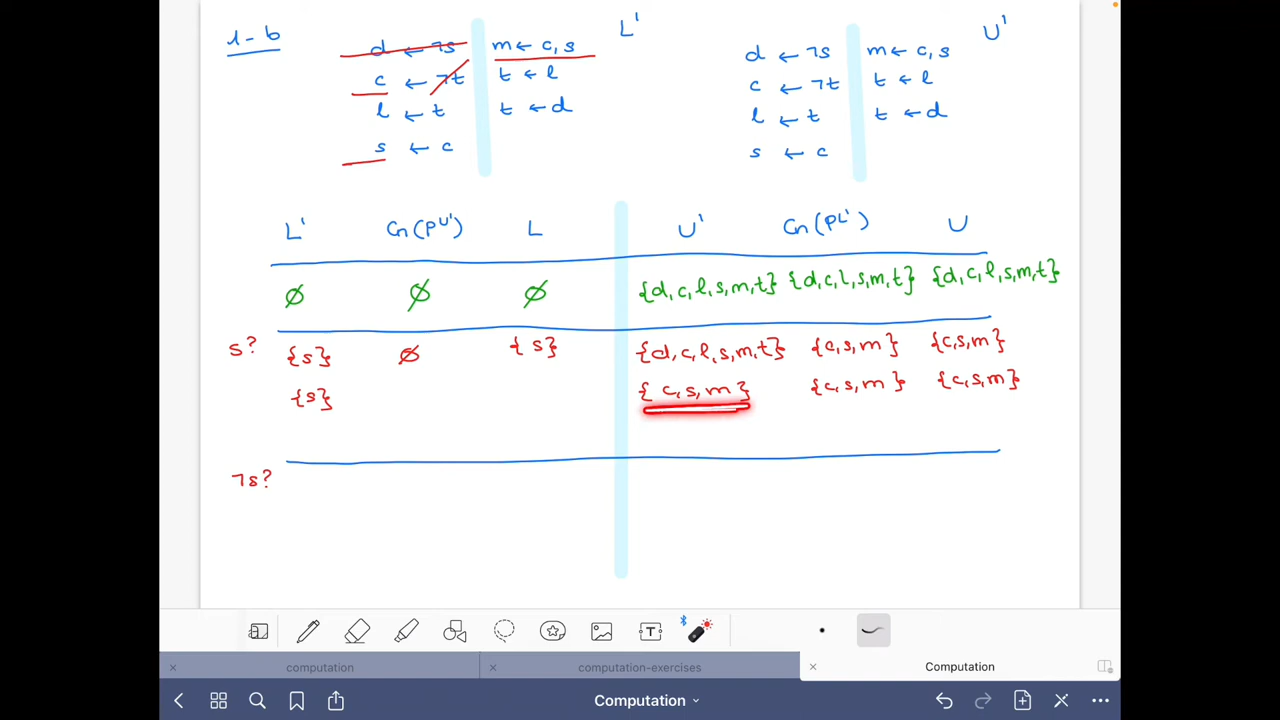 1-b
L'
d ← ¬s m ← c, s
c ← ¬t t ← l
l ← t t ← d
s ← c
U'
d ← ¬s m ← c, s
c ← ¬t t ← l
l ← t t ← d
s ← c
L' Cn(P^U') L U' Cn(P^L') U
∅ ∅ ∅ {d,c,l,s,m,t} {d,c,l,s,m,t} {d,c,l,s,m,t}
s? {s} ∅ {s} {d,c,l,s,m,t} {c,s,m} {c,s,m}
{s} {c,s,m} {c,s,m} {c,s,m}
¬s?
T
computation computation-exercises Computation
Computation